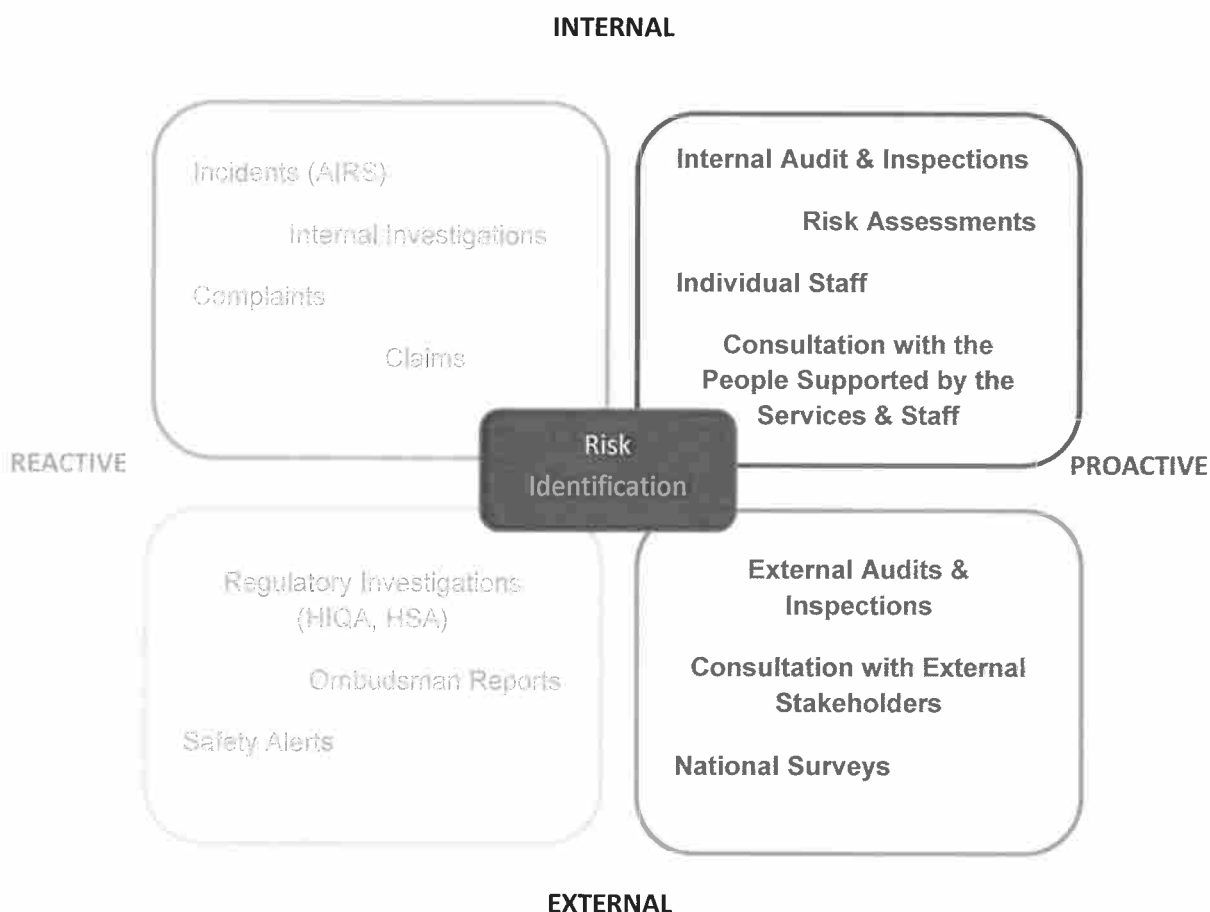 INTERNAL
Incidents (AIRS)
Internal Investigations
Complaints
Claims
Internal Audit & Inspections
Risk Assessments
Individual Staff
Consultation with the
People Supported by the
Services & Staff
REACTIVE
Risk
Identification
PROACTIVE
Regulatory Investigations
(HIQA, HSA)
Ombudsman Reports
Safety Alerts
External Audits &
Inspections
Consultation with External
Stakeholders
National Surveys
EXTERNAL